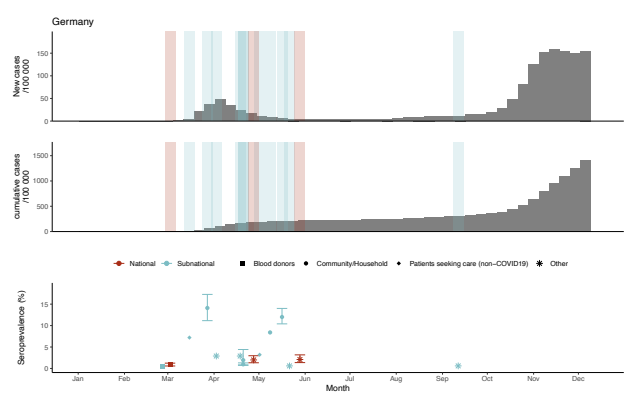 Germany
New cases
/100 000
150
100
50
0
cumulative cases
/100 000
1500
1000
500
0
National Subnational Blood donors Community/Household Patients seeking care (non−COVID19) Other
Seroprevalence (%)
15
10
5
0
Jan Feb Mar Apr May Jun Jul Aug Sep Oct Nov Dec
Month